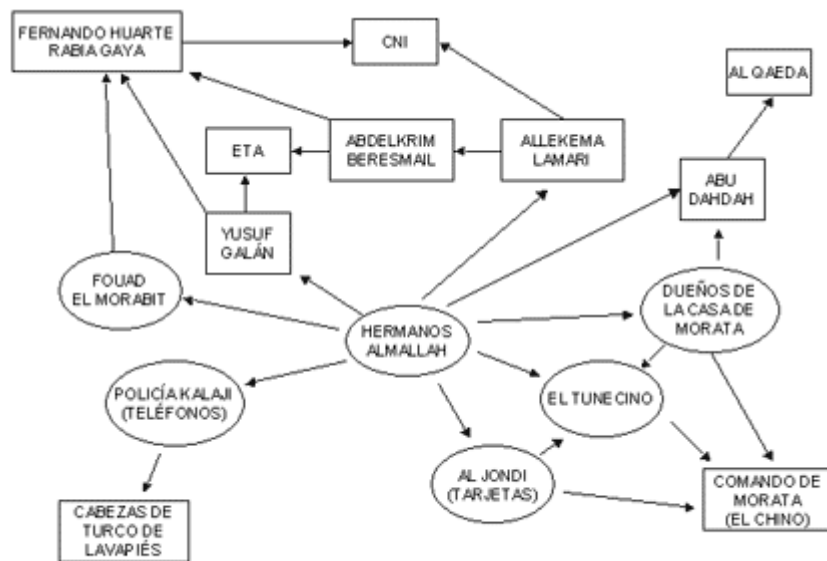 FERNANDO HUARTE
RABIA GAYA
CNI
AL QAEDA
ETA
ABDELKRIM
BERESMAIL
ALLEKEMA
LAMARI
ABU
DAHDAH
YUSUF
GALÁN
FOUAD
EL MORABIT
HERMANOS
ALMALLAH
DUEÑOS DE
LA CASA DE
MORATA
POLICÍA KALAJI
(TELÉFONOS)
EL TUNECINO
AL JONDI
(TARJETAS)
CABEZAS DE
TURCO DE
LAVAPIÉS
COMANDO DE
MORATA
(EL CHINO)